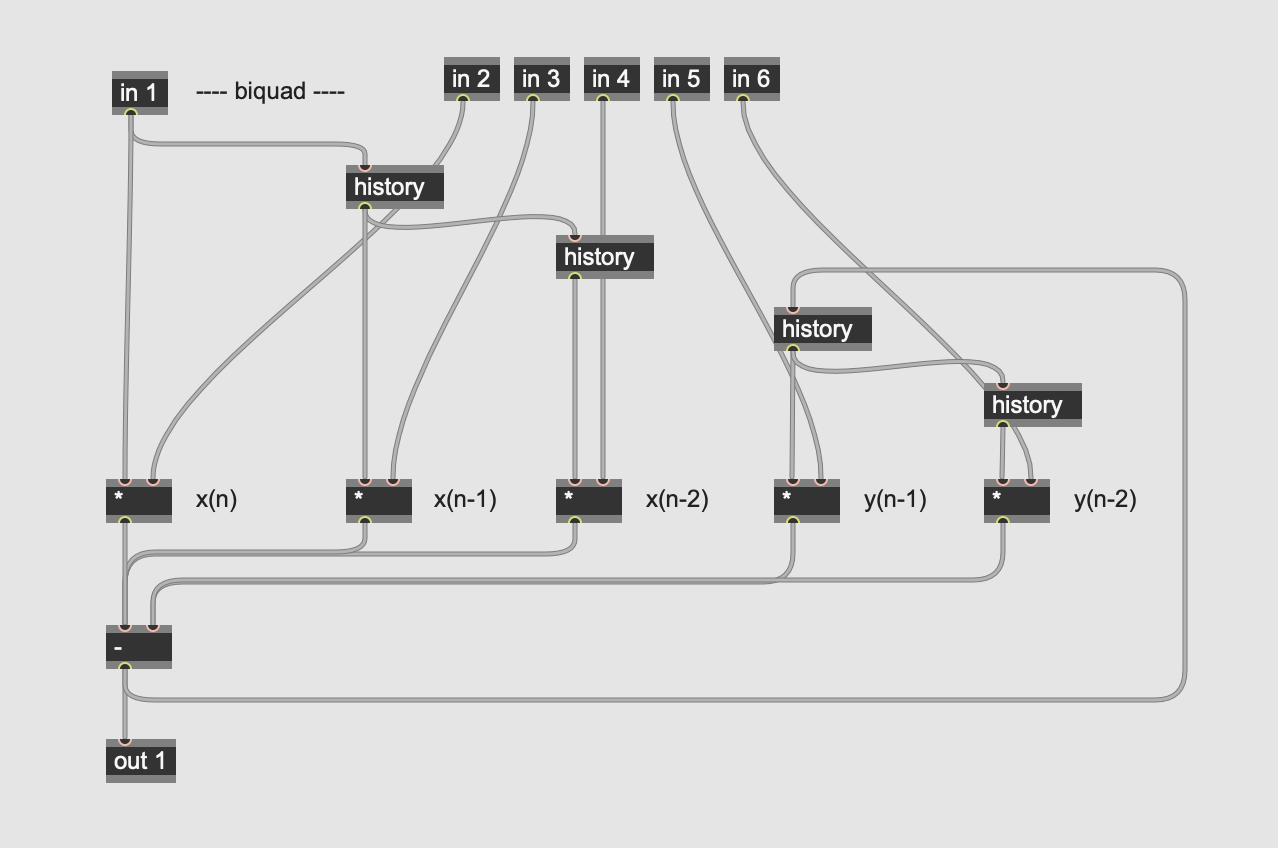 in 1
---- biquad ----
in 2
in 3
in 4
in 5
in 6
history
history
history
history
*
x(n)
*
x(n-1)
*
x(n-2)
*
y(n-1)
*
y(n-2)
-
out 1